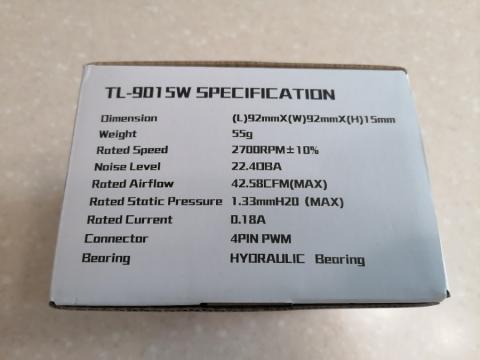 TL-9015W SPECIFICATION
Dimension (L)92mmX(W)92mmX(H)15mm
Weight 55g
Rated Speed 2700RPM±10%
Noise Level 22.4DBA
Rated Airflow 42.58CFM(MAX)
Rated Static Pressure 1.33mmH2O (MAX)
Rated Current 0.18A
Connector 4PIN PWM
Bearing HYDRAULIC Bearing